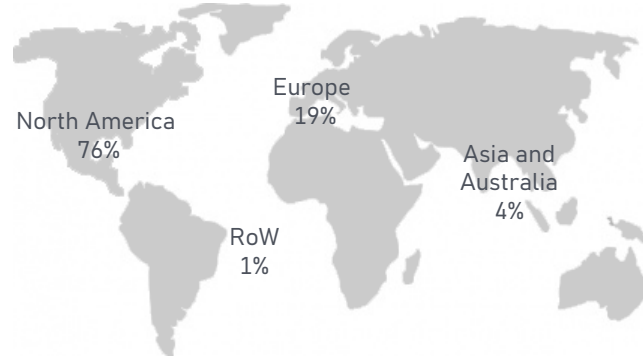 Europe
19%
North America
76%
Asia and
Australia
4%
RoW
1%